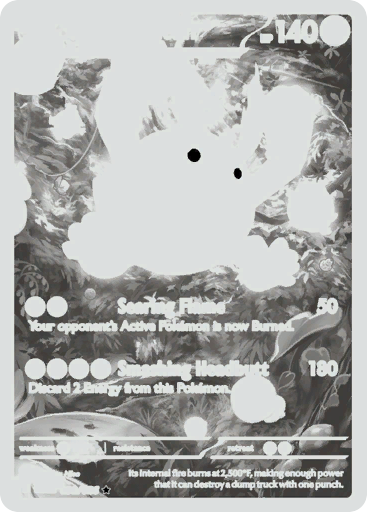 HP 140
Searing Flame 50
Your opponent's Active Pokémon is now Burned.
Smashing Headbutt 180
Discard 2 Energy from this Pokémon.
weakness resistance retreat
Its internal fire burns at 2,500°F, making enough power
that it can destroy a dump truck with one punch.